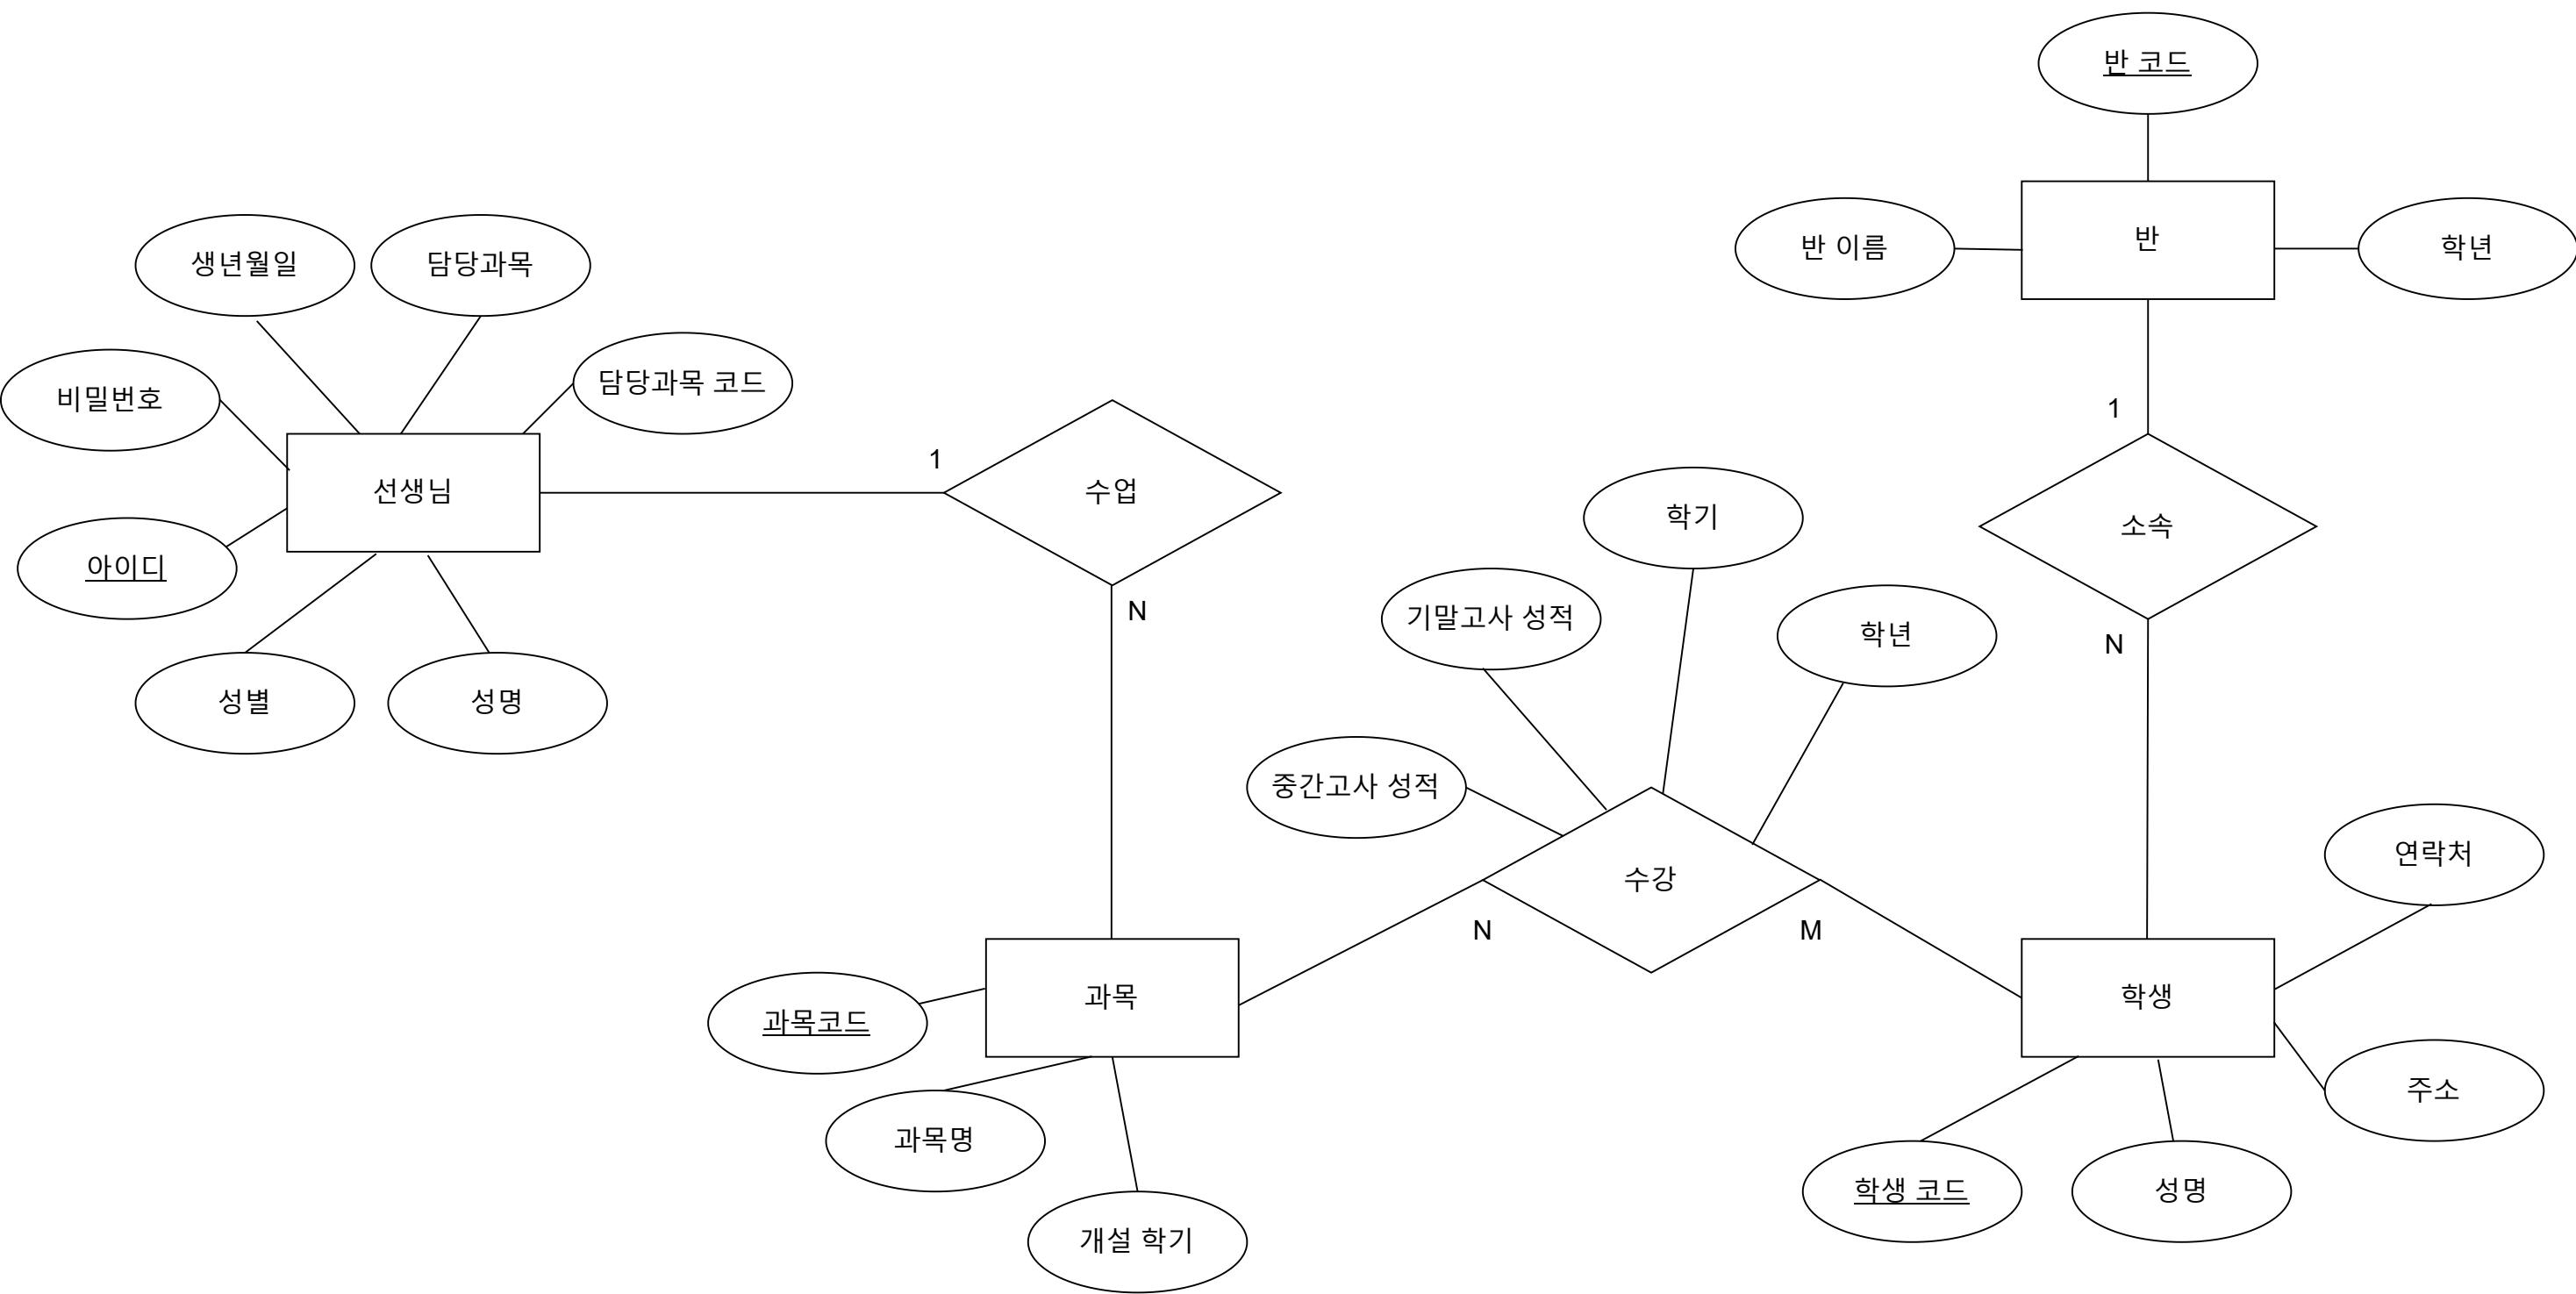 반 코드
반 이름
반
학년
생년월일
담당과목
담당과목 코드
비밀번호
선생님
아이디
성별
성명
1
수업
N
1
소속
N
학기
기말고사 성적
학년
중간고사 성적
수강
N
M
과목
과목코드
과목명
개설 학기
학생
연락처
주소
학생 코드
성명